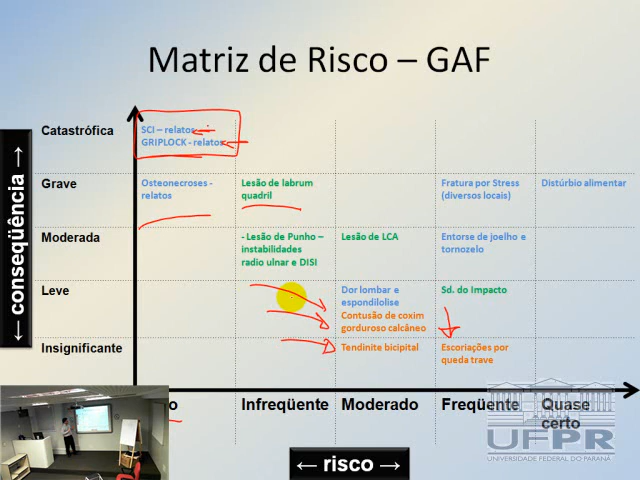 Matriz de Risco – GAF
← conseqüência →
Catastrófica
SCI – relatos
GRIPLOCK - relatos
Grave
Osteonecroses -
relatos
Lesão de labrum
quadril
Fratura por Stress
(diversos locais)
Distúrbio alimentar
Moderada
- Lesão de Punho –
instabilidades
radio ulnar e DISI
Lesão de LCA
Entorse de joelho e
tornozelo
Leve
Dor lombar e
espondilolise
Contusão de coxim
gorduroso calcâneo
Sd. do Impacto
Insignificante
Tendinite bicipital
Escoriações por
queda trave
Infreqüente
Moderado
Freqüente
Quase
certo
← risco →
UFPR
UNIVERSIDADE FEDERAL DO PARANÁ